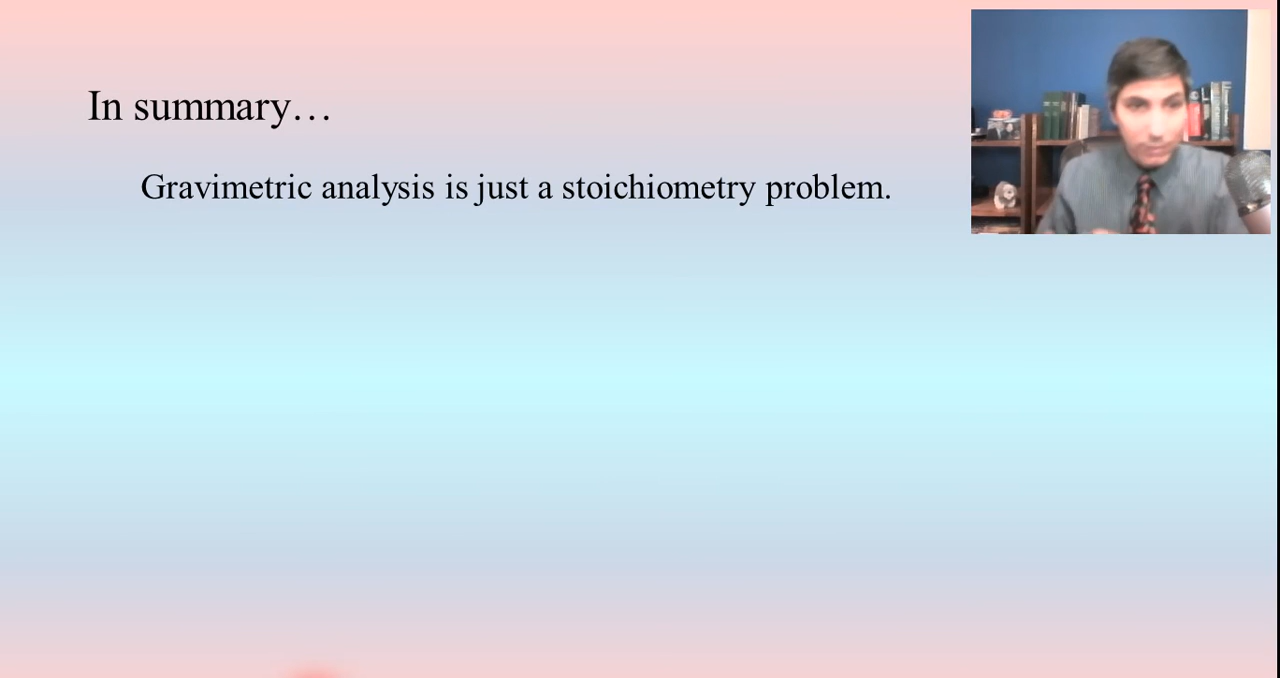 In summary…
Gravimetric analysis is just a stoichiometry problem.